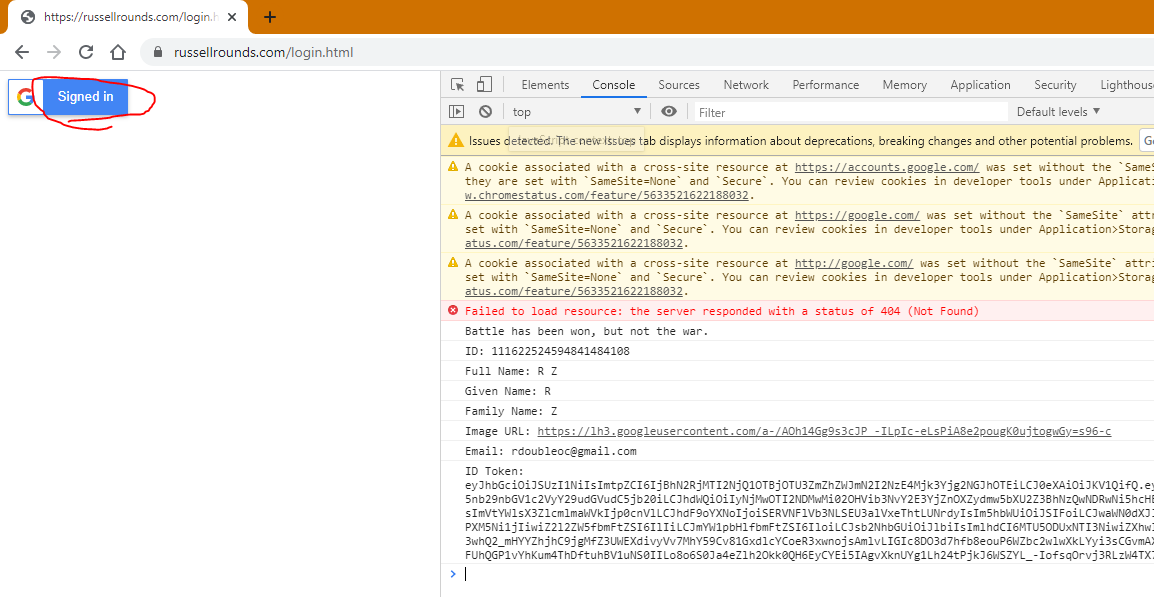 https://russellrounds.com/login.h
russellrounds.com/login.html
Signed in
Elements Console Sources Network Performance Memory Application Security Lighthous
top Filter Default levels
Issues detected. The new Issues tab displays information about deprecations, breaking changes and other potential problems. Go
A cookie associated with a cross-site resource at https://accounts.google.com/ was set without the `SameS
they are set with `SameSite=None` and `Secure`. You can review cookies in developer tools under Applicati
w.chromestatus.com/feature/5633521622188032.
A cookie associated with a cross-site resource at https://google.com/ was set without the `SameSite` attr
set with `SameSite=None` and `Secure`. You can review cookies in developer tools under Application>Storag
atus.com/feature/5633521622188032.
A cookie associated with a cross-site resource at http://google.com/ was set without the `SameSite` attri
set with `SameSite=None` and `Secure`. You can review cookies in developer tools under Application>Storag
atus.com/feature/5633521622188032.
Failed to load resource: the server responded with a status of 404 (Not Found)
Battle has been won, but not the war.
ID: 111622524594841484108
Full Name: R Z
Given Name: R
Family Name: Z
Image URL: https://lh3.googleusercontent.com/a-/AOh14Gg9s3cJP_-ILpIc-eLsPiA8e2pougK0ujtogwGy=s96-c
Email: rdoubleoc@gmail.com
ID Token: